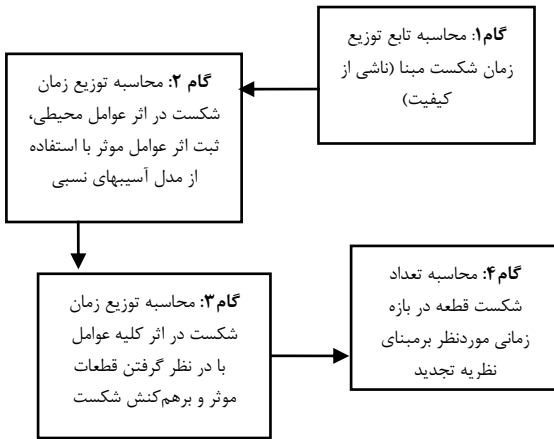 گام۱: محاسبه تابع توزیع
زمان شکست مبنا (ناشی از
کیفیت)
گام ۲: محاسبه توزیع زمان
شکست در اثر عوامل محیطی،
ثبت اثر عوامل موثر با استفاده
از مدل آسیبهای نسبی
گام۳: محاسبه توزیع زمان
شکست در اثر کلیه عوامل
با در نظر گرفتن قطعات
موثر و برهم‌کنش شکست
گام۴: محاسبه تعداد
شکست قطعه در بازه
زمانی موردنظر برمبنای
نظریه تجدید